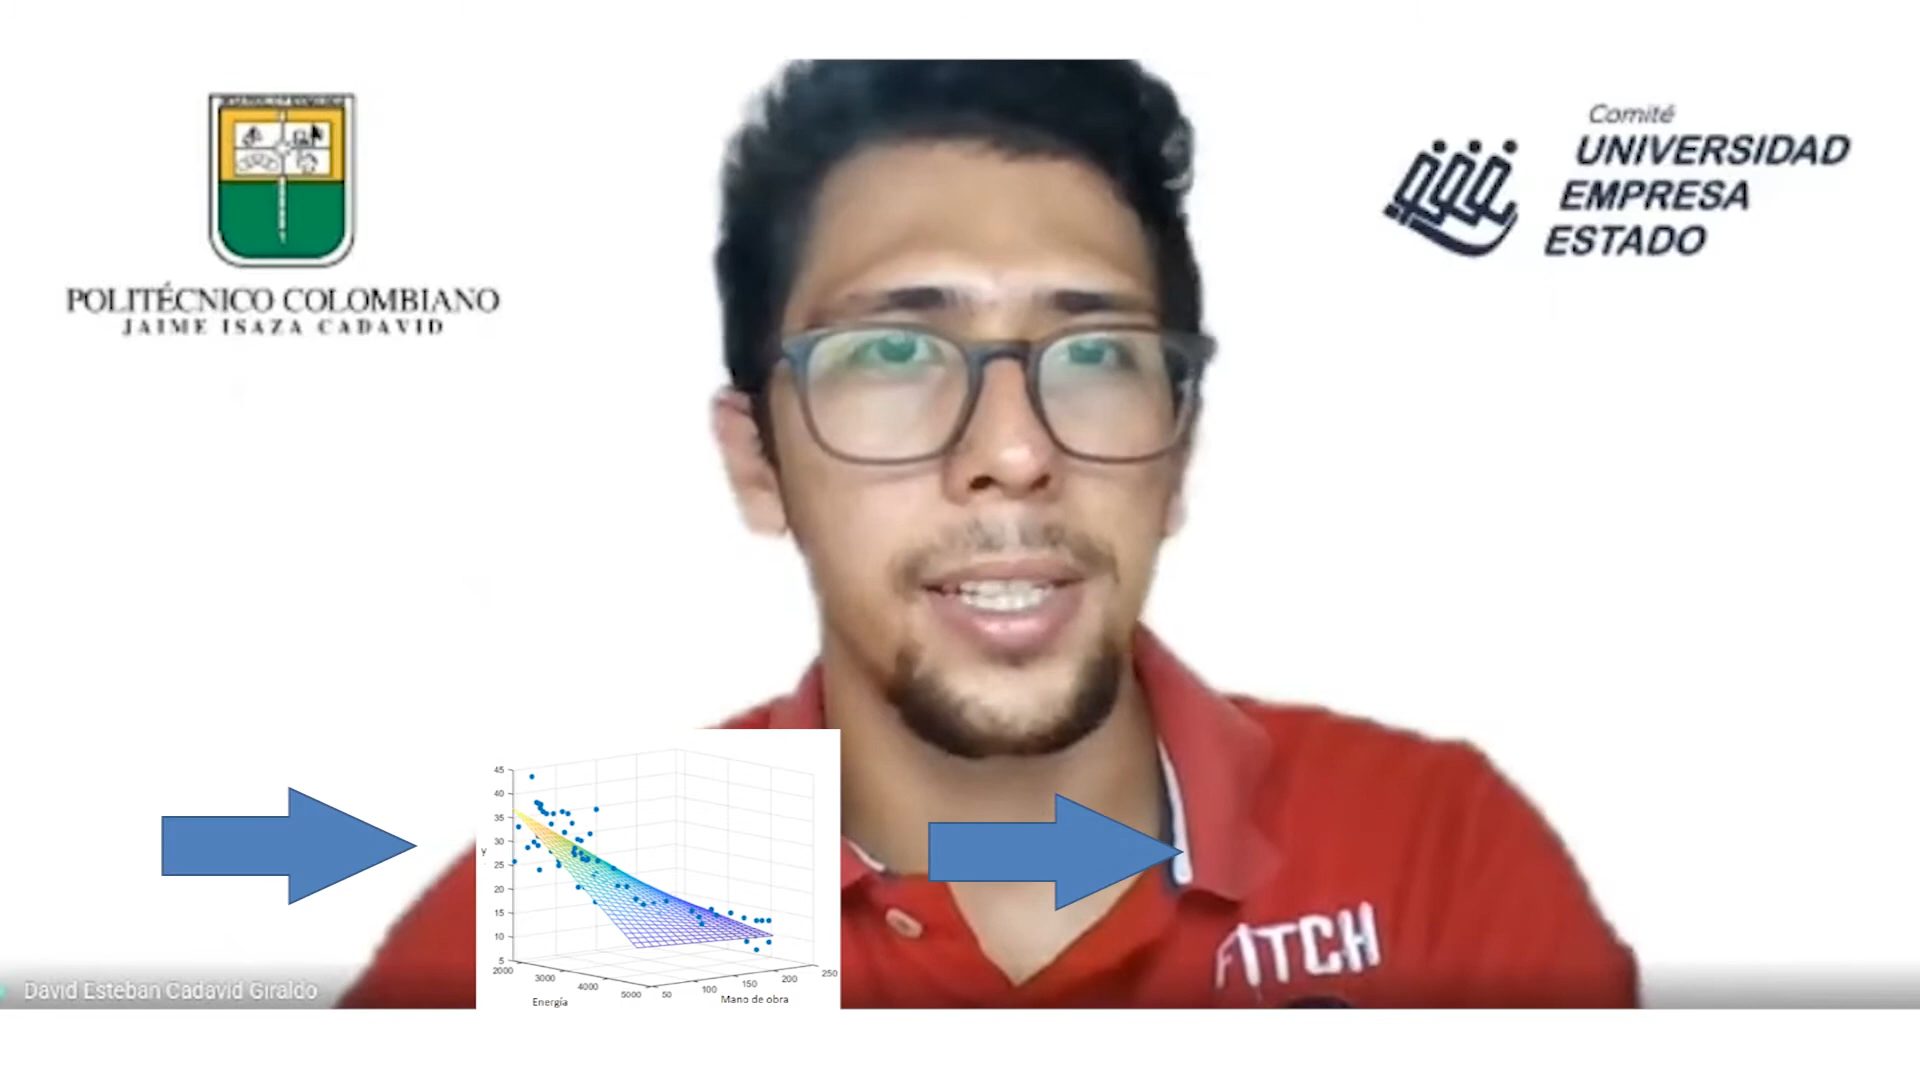 POLITÉCNICO COLOMBIANO
JAIME ISAZA CADAVID
Comité
UNIVERSIDAD
EMPRESA
ESTADO
45
40
35
30
25
20
15
10
5
y
2000
3000
4000
5000
Energía
50
100
150
200
250
Mano de obra
FITCH
David Esteban Cadavid Giraldo